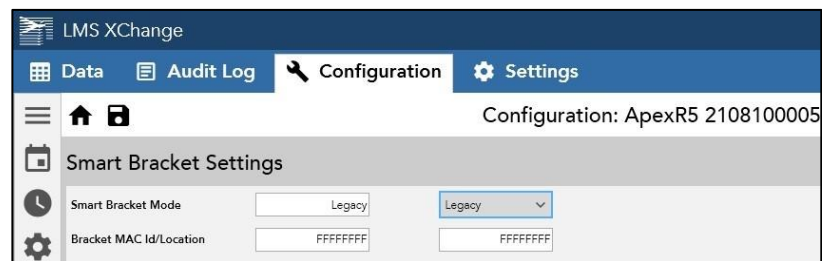 LMS XChange
Data Audit Log Configuration Settings
Configuration: ApexR5 2108100005
Smart Bracket Settings
Smart Bracket Mode Legacy Legacy
Bracket MAC Id/Location FFFFFFFF FFFFFFFF